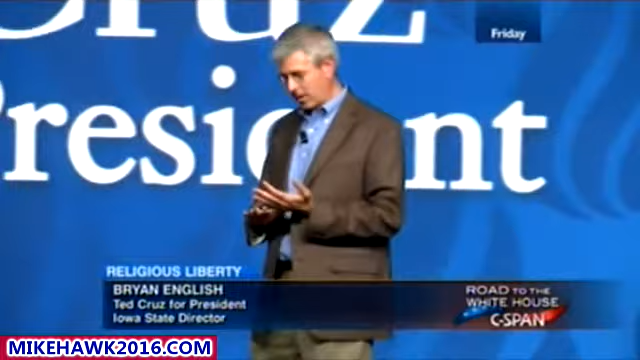 Cruz
Friday
President
RELIGIOUS LIBERTY
BRYAN ENGLISH
Ted Cruz for President
Iowa State Director
ROAD TO THE
WHITE HOUSE
C-SPAN
MIKEHAWK2016.COM